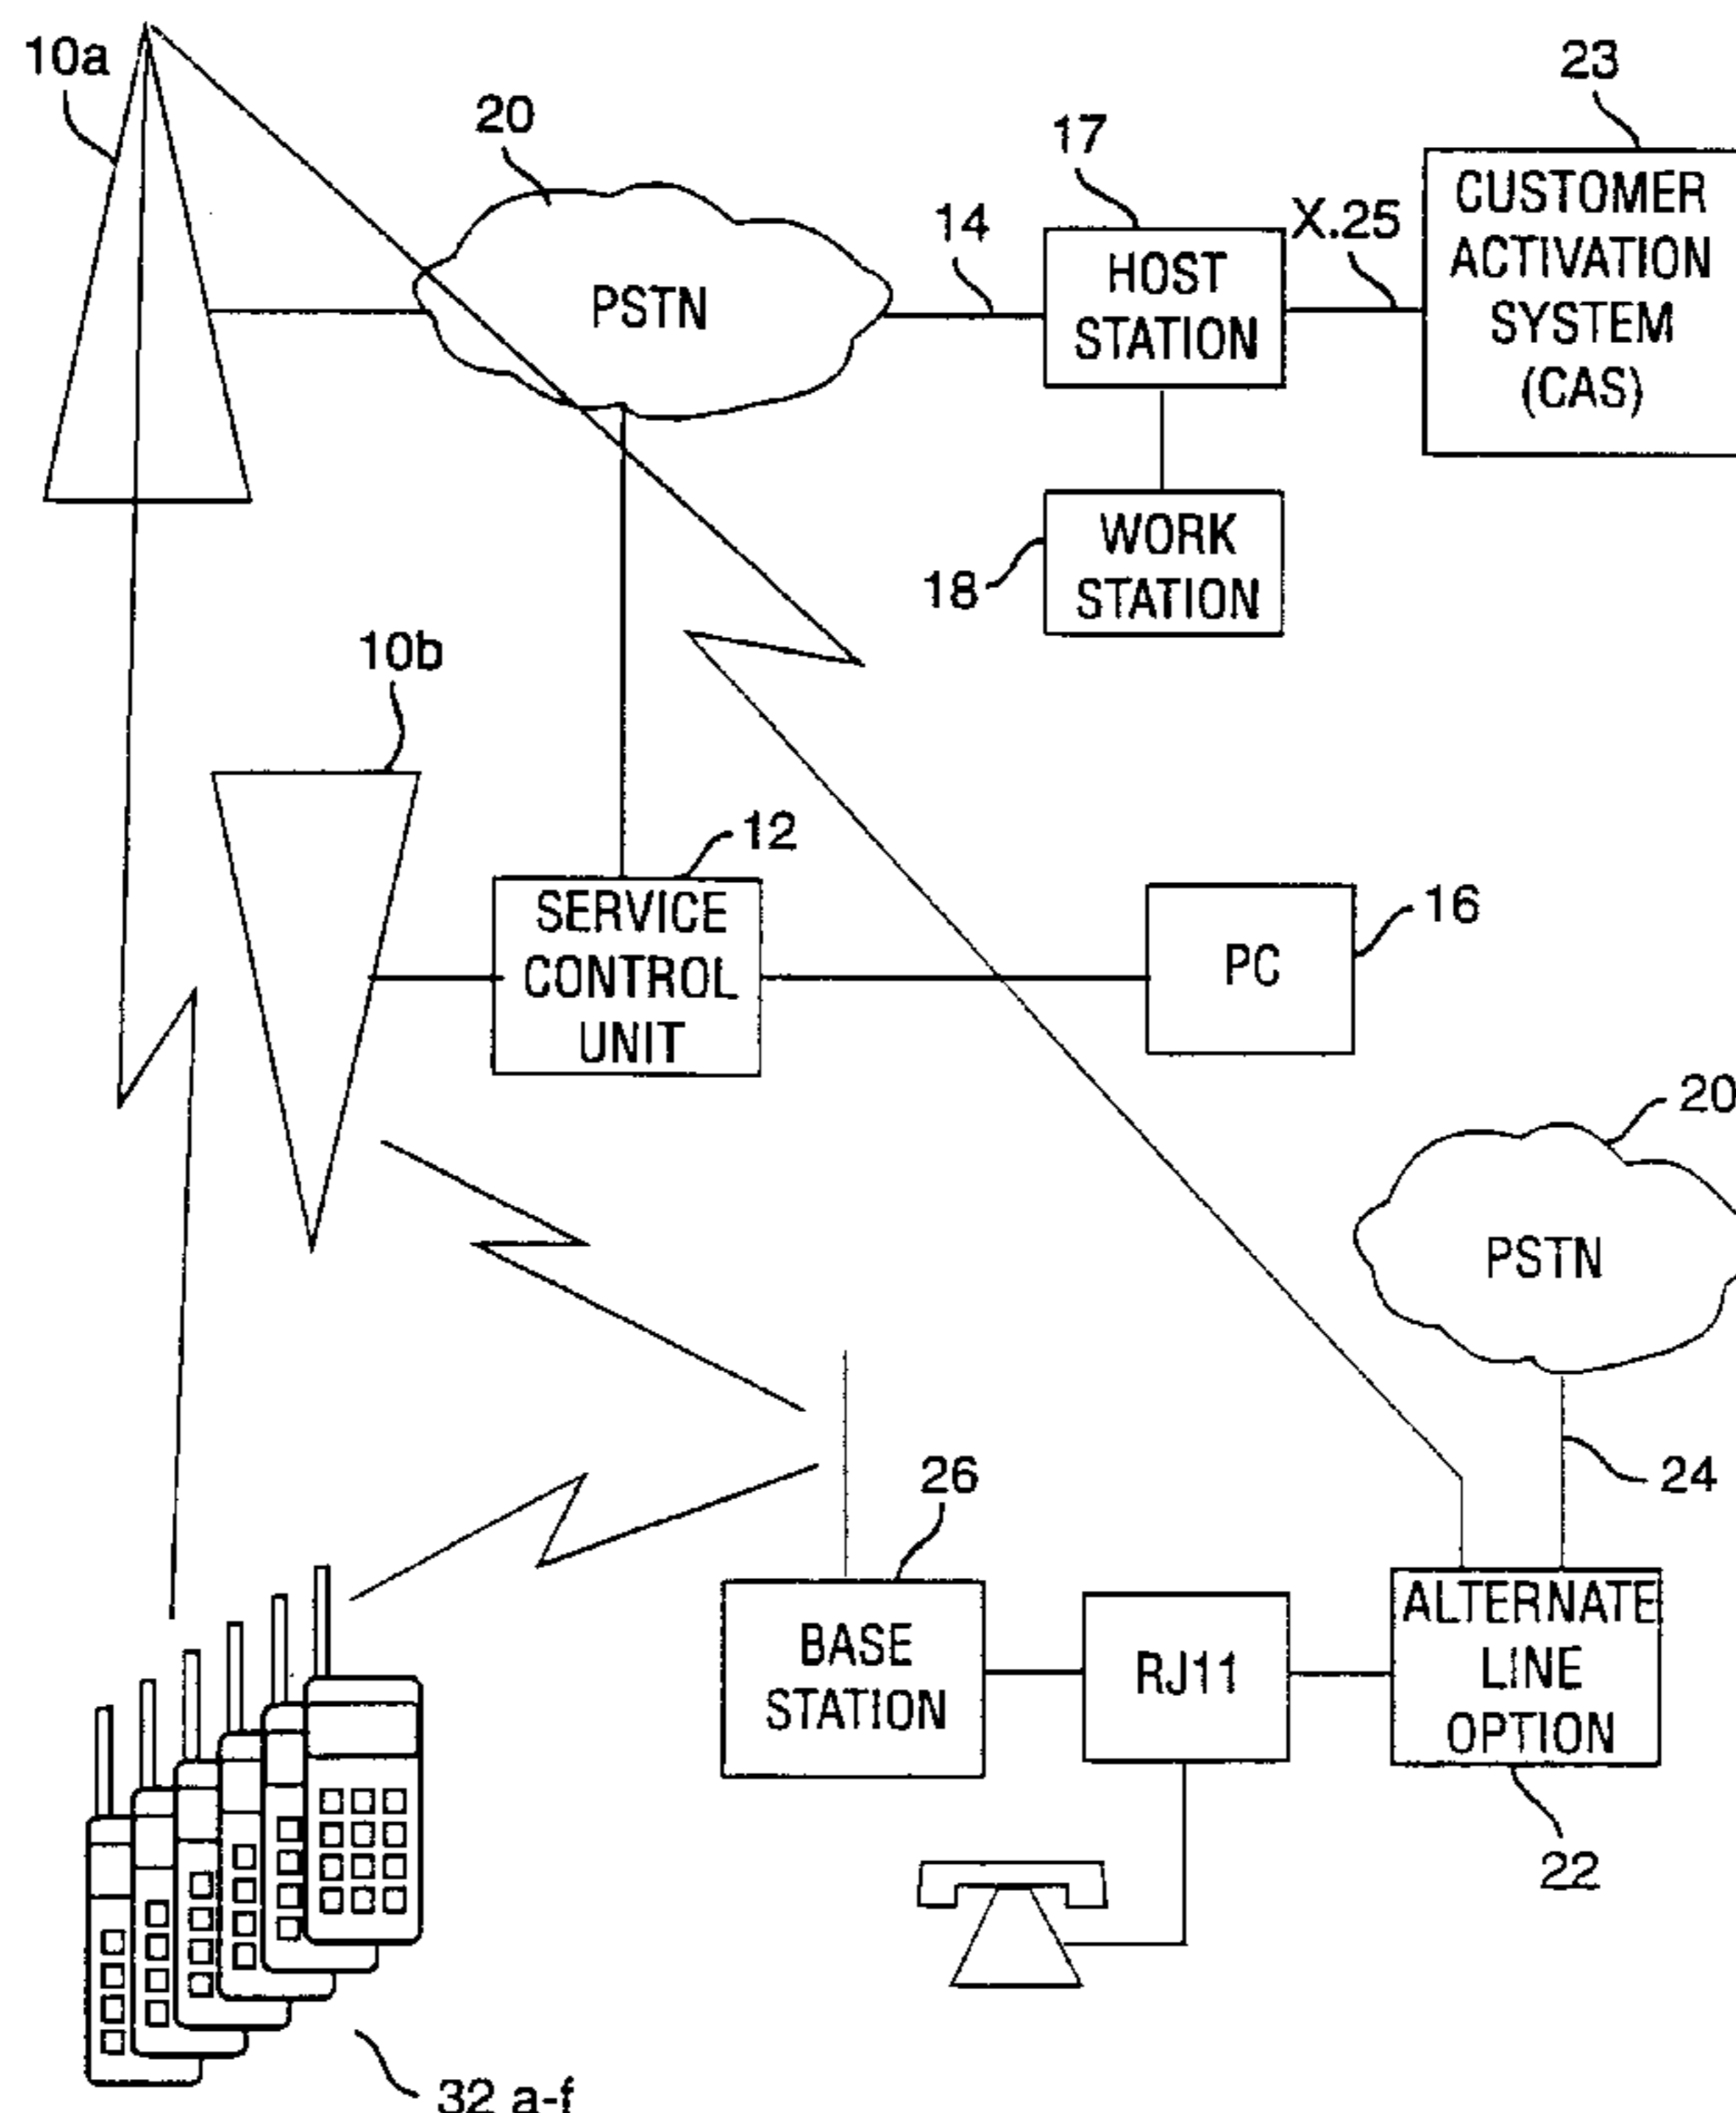 10a
20
17
23
PSTN
14
HOST
STATION
X.25
CUSTOMER
ACTIVATION
SYSTEM
(CAS)
18
WORK
STATION
10b
12
SERVICE
CONTROL
UNIT
PC
16
20
PSTN
24
26
BASE
STATION
RJ11
ALTERNATE
LINE
OPTION
22
32 a-f